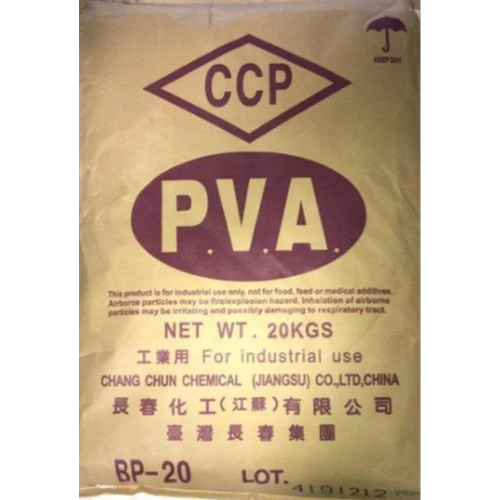 CCP
KEEP DRY
P.V.A.
This product is for industrial use only, not for food, feed or medical additives.
Airborne particles may be fire/explosion hazard. Inhalation of airborne
particles may be irritating and possibly damaging to respiratory tract.
NET WT. 20KGS
工業用 For industrial use
CHANG CHUN CHEMICAL (JIANGSU) CO.,LTD,CHINA
長春化工(江蘇)有限公司
臺灣長春集團
BP-20 LOT. 4191212